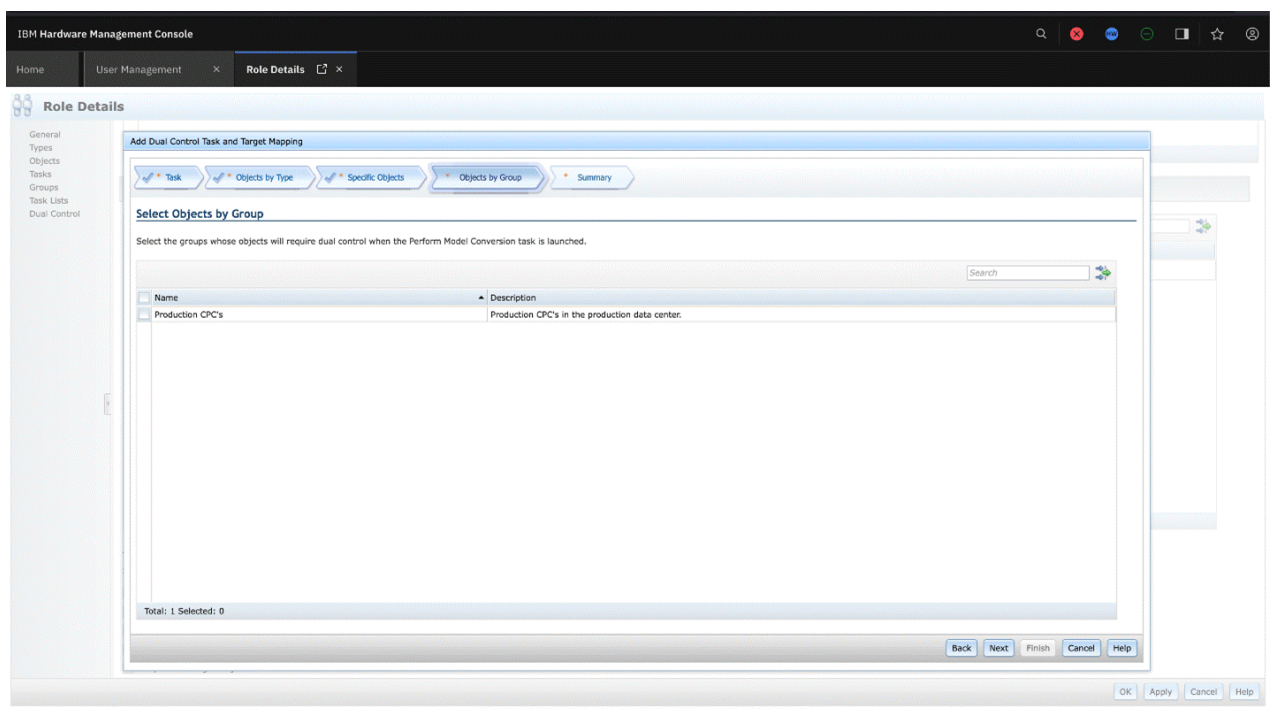 IBM Hardware Management Console
HW
Home User Management × Role Details ×
Role Details
General
Types
Objects
Tasks
Groups
Task Lists
Dual Control
Add Dual Control Task and Target Mapping
* Task * Objects by Type * Specific Objects * Objects by Group * Summary
Select Objects by Group
Select the groups whose objects will require dual control when the Perform Model Conversion task is launched.
Search
Name Description
Production CPC's Production CPC's in the production data center.
Total: 1 Selected: 0
Back Next Finish Cancel Help
OK Apply Cancel Help